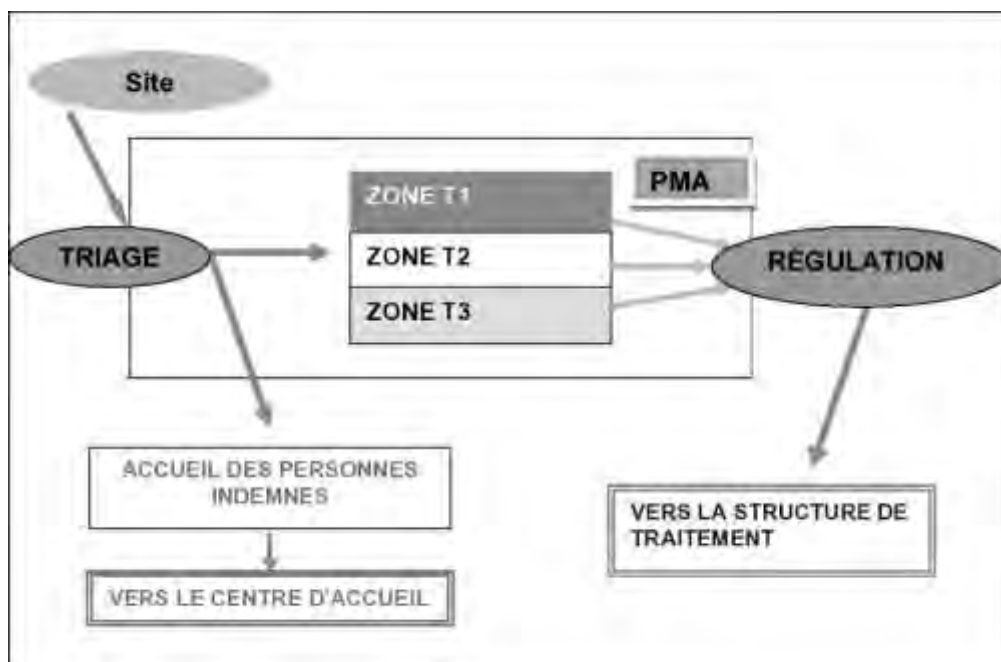 Site
ZONE T1
PMA
TRIAGE
ZONE T2
RÉGULATION
ZONE T3
ACCUEIL DES PERSONNES
INDEMNES
VERS LA STRUCTURE DE
TRAITEMENT
VERS LE CENTRE D'ACCUEIL